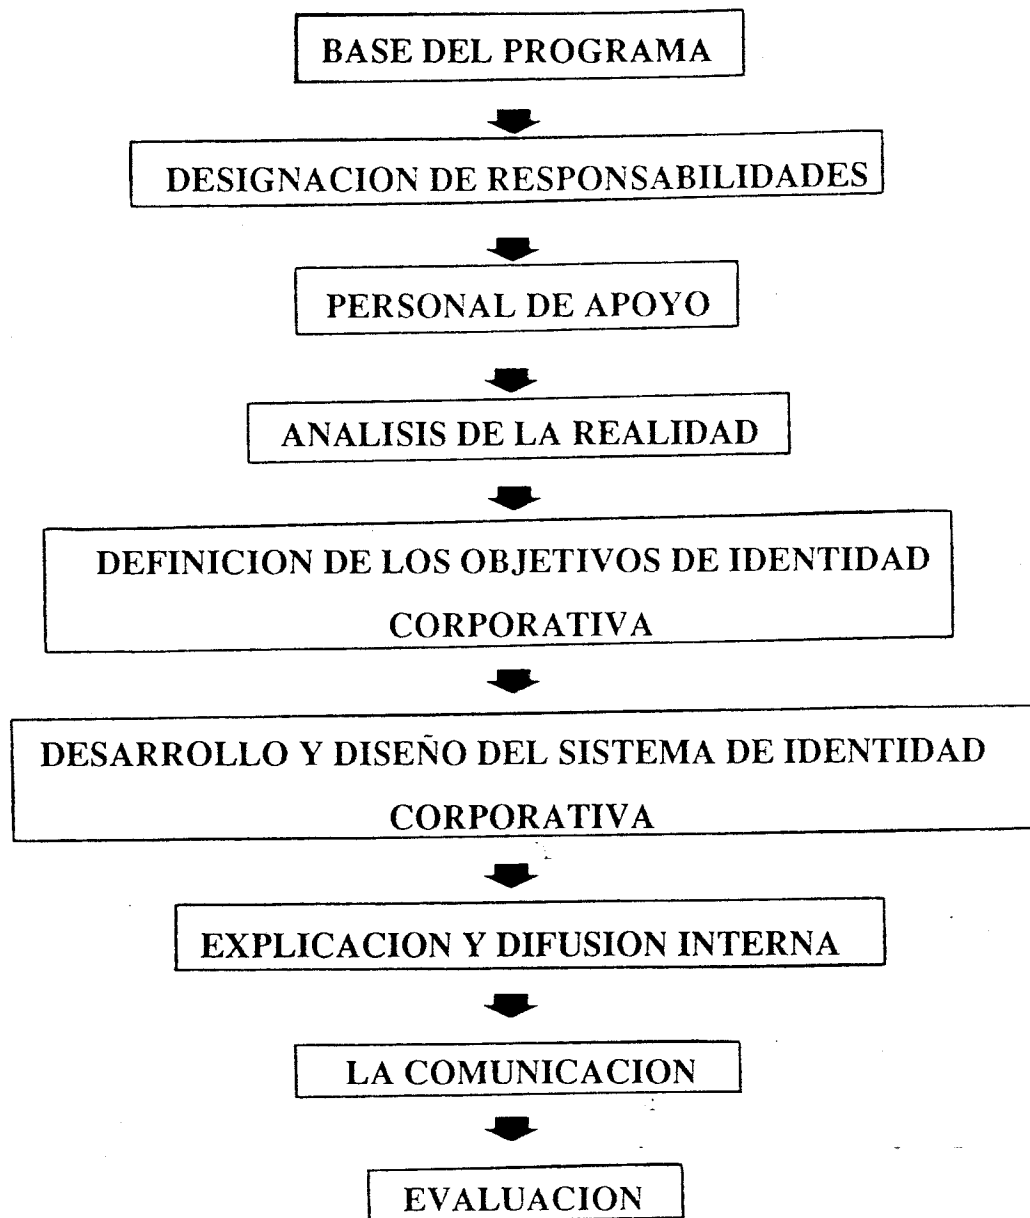 BASE DEL PROGRAMA
DESIGNACION DE RESPONSABILIDADES
PERSONAL DE APOYO
ANALISIS DE LA REALIDAD
DEFINICION DE LOS OBJETIVOS DE IDENTIDAD
CORPORATIVA
DESARROLLO Y DISEÑO DEL SISTEMA DE IDENTIDAD
CORPORATIVA
EXPLICACION Y DIFUSION INTERNA
LA COMUNICACION
EVALUACION